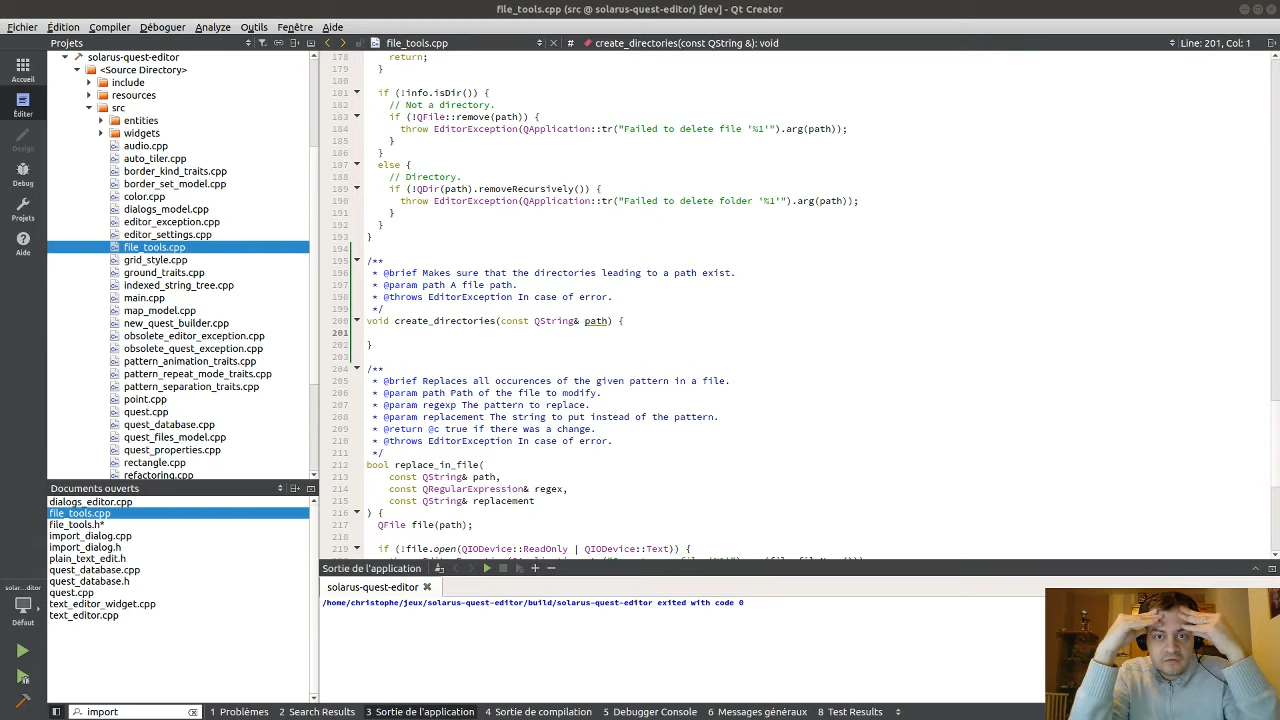 file_tools.cpp (src @ solarus-quest-editor) [dev] - Qt Creator
Fichier Édition Compiler Déboguer Analyze Outils Fenêtre Aide
Projets
file_tools.cpp
# create_directories(const QString &): void
Line: 201, Col: 1
Accueil
Éditer
Design
Debug
Projets
Aide
solarus-quest-editor
<Source Directory>
include
resources
src
entities
widgets
audio.cpp
auto_tiler.cpp
border_kind_traits.cpp
border_set_model.cpp
color.cpp
dialogs_model.cpp
editor_exception.cpp
editor_settings.cpp
file_tools.cpp
grid_style.cpp
ground_traits.cpp
indexed_string_tree.cpp
main.cpp
map_model.cpp
new_quest_builder.cpp
obsolete_editor_exception.cpp
obsolete_quest_exception.cpp
pattern_animation_traits.cpp
pattern_repeat_mode_traits.cpp
pattern_separation_traits.cpp
point.cpp
quest.cpp
quest_database.cpp
quest_files_model.cpp
quest_properties.cpp
rectangle.cpp
refactoring.cpp
Documents ouverts
dialogs_editor.cpp
file_tools.cpp
file_tools.h*
import_dialog.cpp
import_dialog.h
plain_text_edit.h
quest_database.cpp
quest_database.h
quest.cpp
text_editor_widget.cpp
text_editor.cpp
178 return;
179 }
180
181 if (!info.isDir()) {
182 // Not a directory.
183 if (!QFile::remove(path)) {
184 throw EditorException(QApplication::tr("Failed to delete file '%1'").arg(path));
185 }
186 }
187 else {
188 // Directory.
189 if (!QDir(path).removeRecursively()) {
190 throw EditorException(QApplication::tr("Failed to delete folder '%1'").arg(path));
191 }
192 }
193 }
194
195 /**
196 * @brief Makes sure that the directories leading to a path exist.
197 * @param path A file path.
198 * @throws EditorException In case of error.
199 */
200 void create_directories(const QString& path) {
201
202 }
203
204 /**
205 * @brief Replaces all occurences of the given pattern in a file.
206 * @param path Path of the file to modify.
207 * @param regexp The pattern to replace.
208 * @param replacement The string to put instead of the pattern.
209 * @return @c true if there was a change.
210 * @throws EditorException In case of error.
211 */
212 bool replace_in_file(
213 const QString& path,
214 const QRegularExpression& regex,
215 const QString& replacement
216 ) {
217 QFile file(path);
218
219 if (!file.open(QIODevice::ReadOnly | QIODevice::Text)) {
Sortie de l'application
solarus-quest-editor
/home/christophe/jeux/solarus-quest-editor/build/solarus-quest-editor exited with code 0
solar...ditor
Défaut
import
1 Problèmes 2 Search Results 3 Sortie de l'application 4 Sortie de compilation 5 Debugger Console 6 Messages généraux 8 Test Results